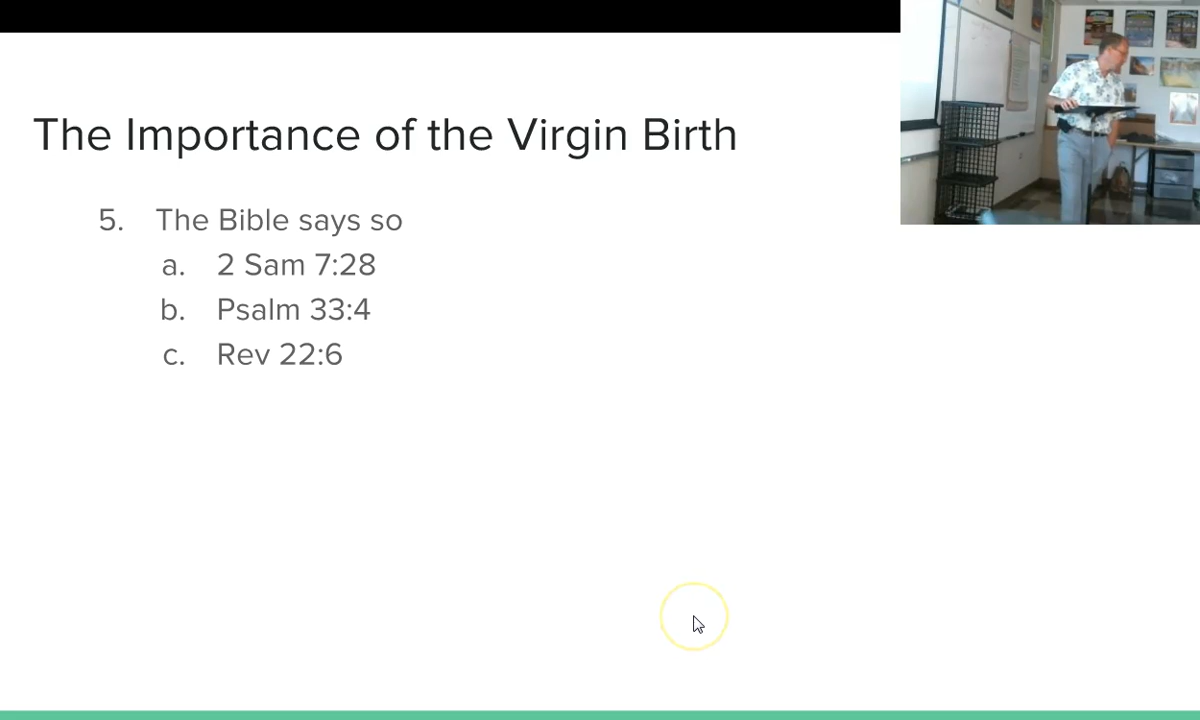 The Importance of the Virgin Birth
5. The Bible says so
a. 2 Sam 7:28
b. Psalm 33:4
c. Rev 22:6